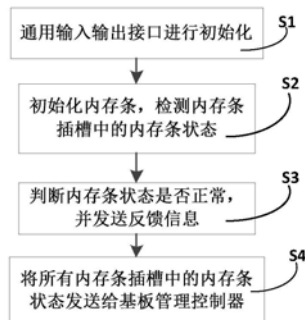 通用输入输出接口进行初始化
S1
初始化内存条，检测内存条
插槽中的内存条状态
S2
判断内存条状态是否正常，
并发送反馈信息
S3
将所有内存条插槽中的内存条
状态发送给基板管理控制器
S4